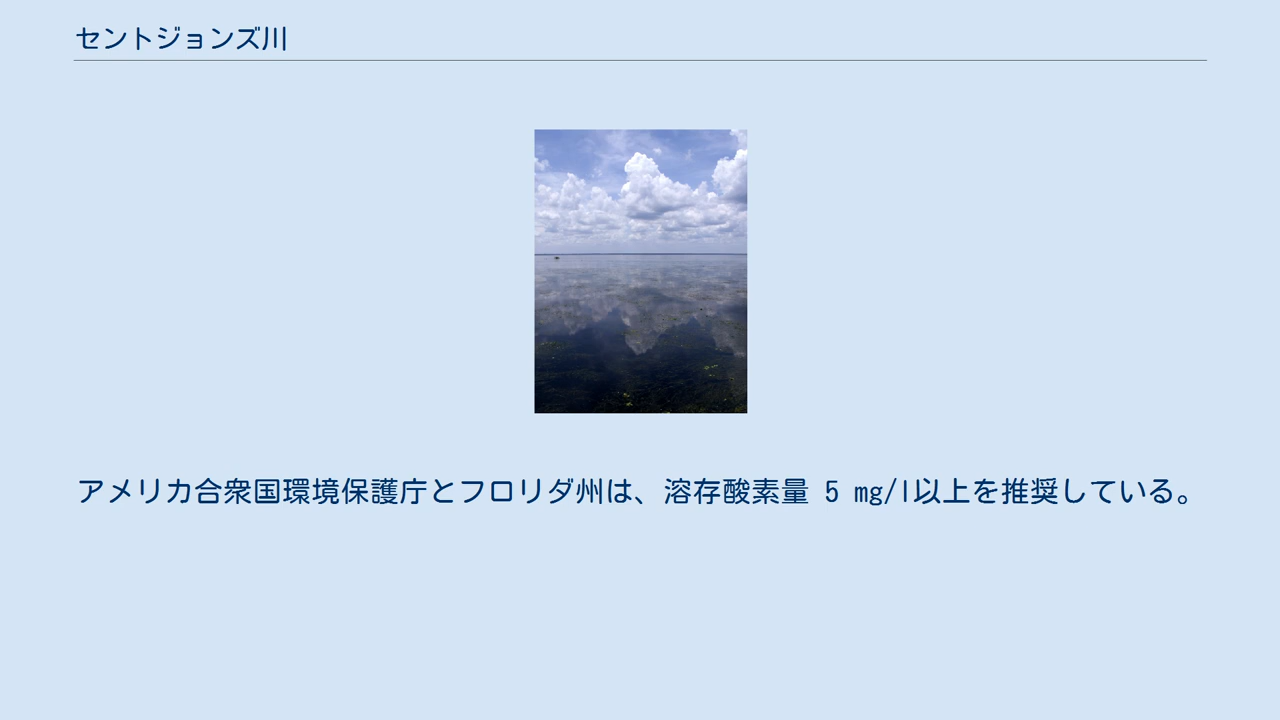 セントジョンズ川
アメリカ合衆国環境保護庁とフロリダ州は、溶存酸素量 5 mg/l以上を推奨している。